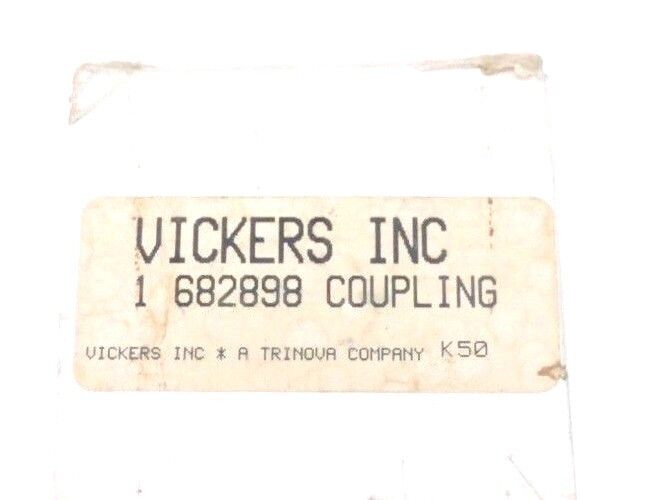 VICKERS INC
1 682898 COUPLING
VICKERS INC * A TRINOVA COMPANY K50